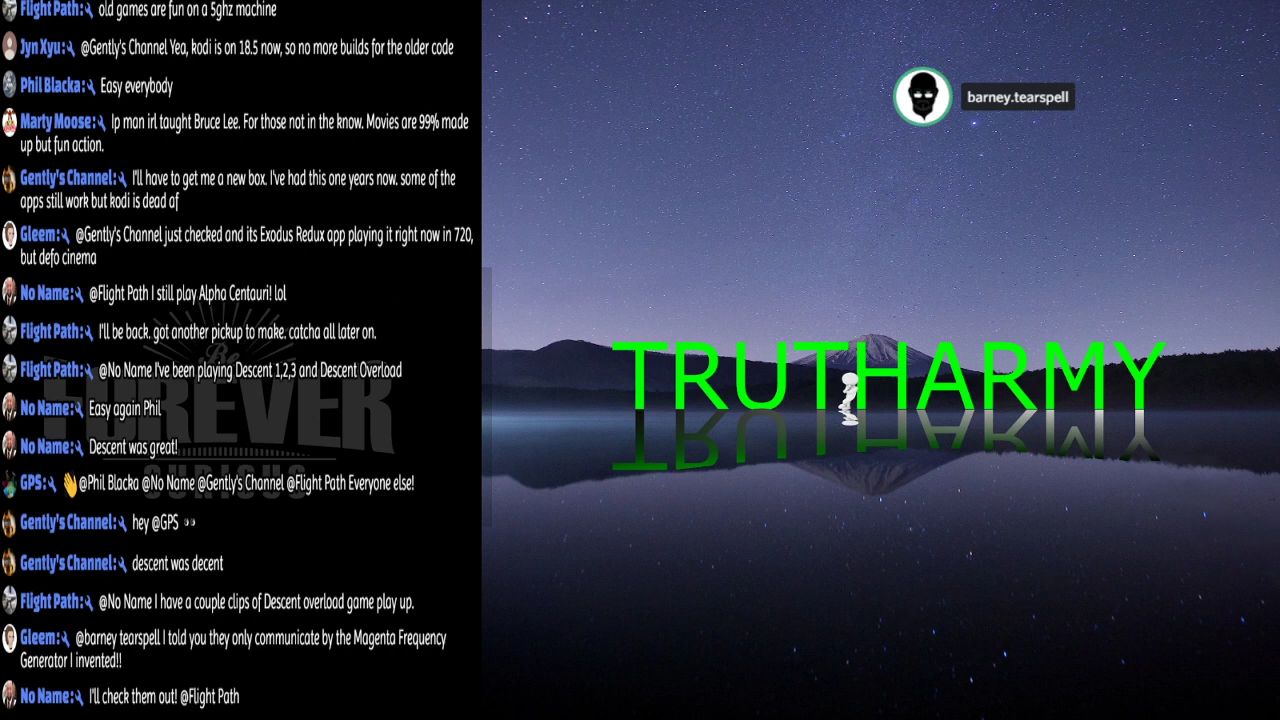 Flight Path: old games are fun on a 5ghz machine
Jyn Xyu: @Gently's Channel Yea, kodi is on 18.5 now, so no more builds for the older code
Phil Blacka: Easy everybody
Marty Moose: Ip man irl taught Bruce Lee. For those not in the know. Movies are 99% made
up but fun action.
Gently's Channel: I'll have to get me a new box. I've had this one years now. some of the
apps still work but kodi is dead af
Gleem: @Gently's Channel just checked and its Exodus Redux app playing it right now in 720,
but defo cinema
No Name: @Flight Path I still play Alpha Centauri! lol
Flight Path: I'll be back. got another pickup to make. catcha all later on.
Flight Path: @No Name I've been playing Descent 1,2,3 and Descent Overload
No Name: Easy again Phil
No Name: Descent was great!
GPS: 👋@Phil Blacka @No Name @Gently's Channel @Flight Path Everyone else!
Gently's Channel: hey @GPS 👀
Gently's Channel: descent was decent
Flight Path: @No Name I have a couple clips of Descent overload game play up.
Gleem: @barney tearspell I told you they only communicate by the Magenta Frequency
Generator I invented!!
No Name: I'll check them out! @Flight Path
Be
FOREVER
CURIOUS
barney.tearspell
TRUTHARMY